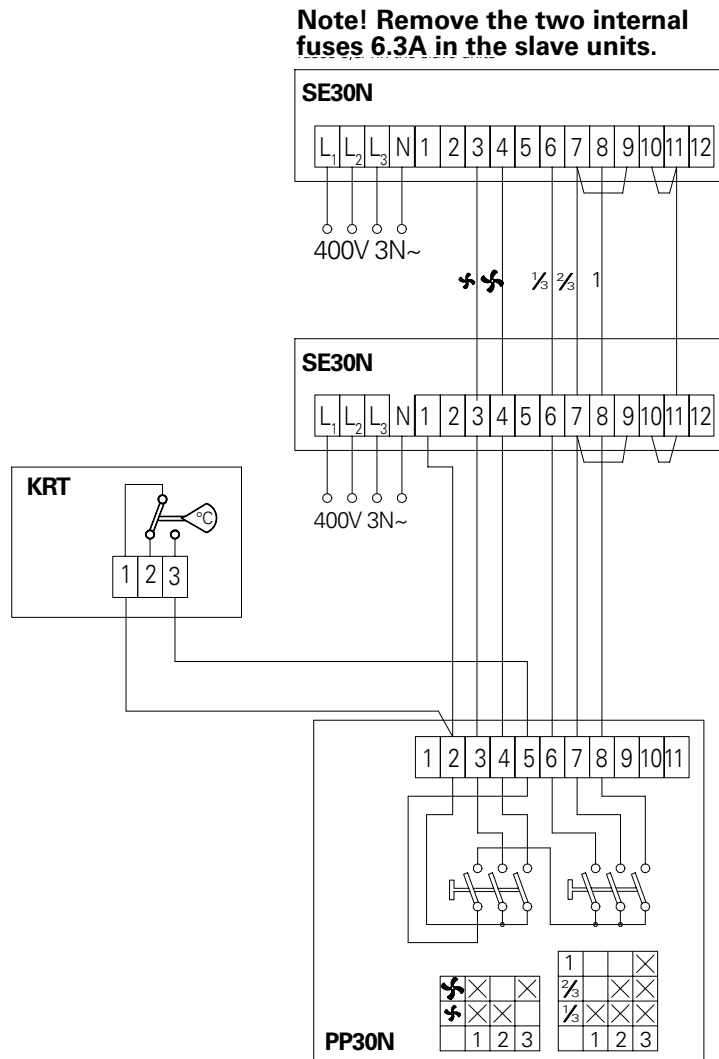 Note! Remove the two internal
fuses 6.3A in the slave units.
SE30N
L1 L2 L3 N 1 2 3 4 5 6 7 8 9 10 11 12
400V 3N~
⅓ ⅔ 1
SE30N
L1 L2 L3 N 1 2 3 4 5 6 7 8 9 10 11 12
400V 3N~
KRT
°C
1 2 3
1 2 3 4 5 6 7 8 9 10 11
1
⅔
⅓
1 2 3
1 2 3
PP30N